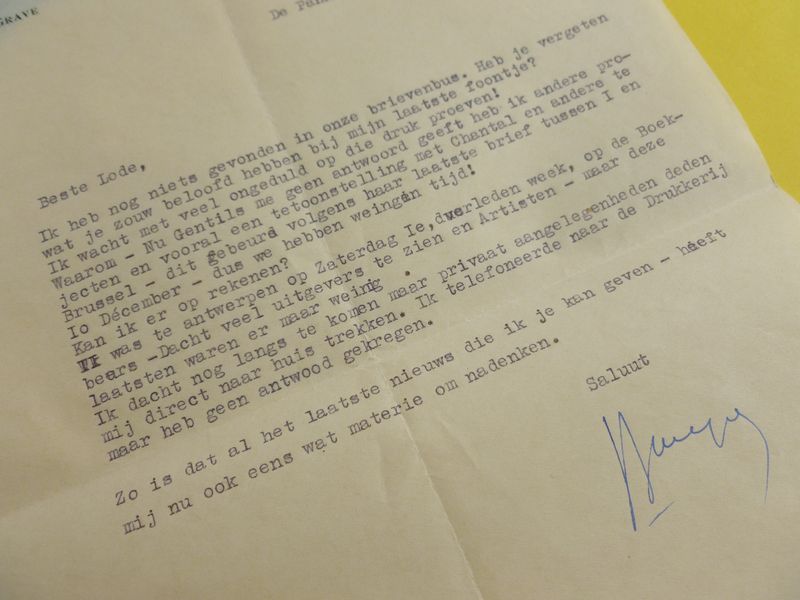 GRAVE
De Pan
Beste Lode,
Ik heb nog niets gevonden in onze brievenbus. Heb je vergeten
wat je zouw beloofd hebben bij mijn laatste foontje?
Ik wacht met veel ongeduld op die druk proeven!
Waarom - Nu Gentils me geen antwoord geeft heb ik andere pro-
jecten en vooral een tetoonstelling met Chantal en andere te
Brussel - dit gebeurd volgens haar laatste brief tussen I en
Io Décember - dus we hebben weinig tijd!
Kan ik er op rekenen?
was te antwerpen op Zaterdag Ie, verleden week, op de Boek-
beurs -Dacht veel uitgevers te zien en Artisten - maar deze
laatsten waren er maar weinig .
Ik dacht nog langs te komen maar privaat aangelegenheden deden
mij direct naar huis trekken. Ik telefoneerde naar de Drukkerij
maar heb geen antwood gekregen.
Zo is dat al het laatste nieuws die ik je kan geven - heeft
mij nu ook eens wat materie om nadenken.
Saluut